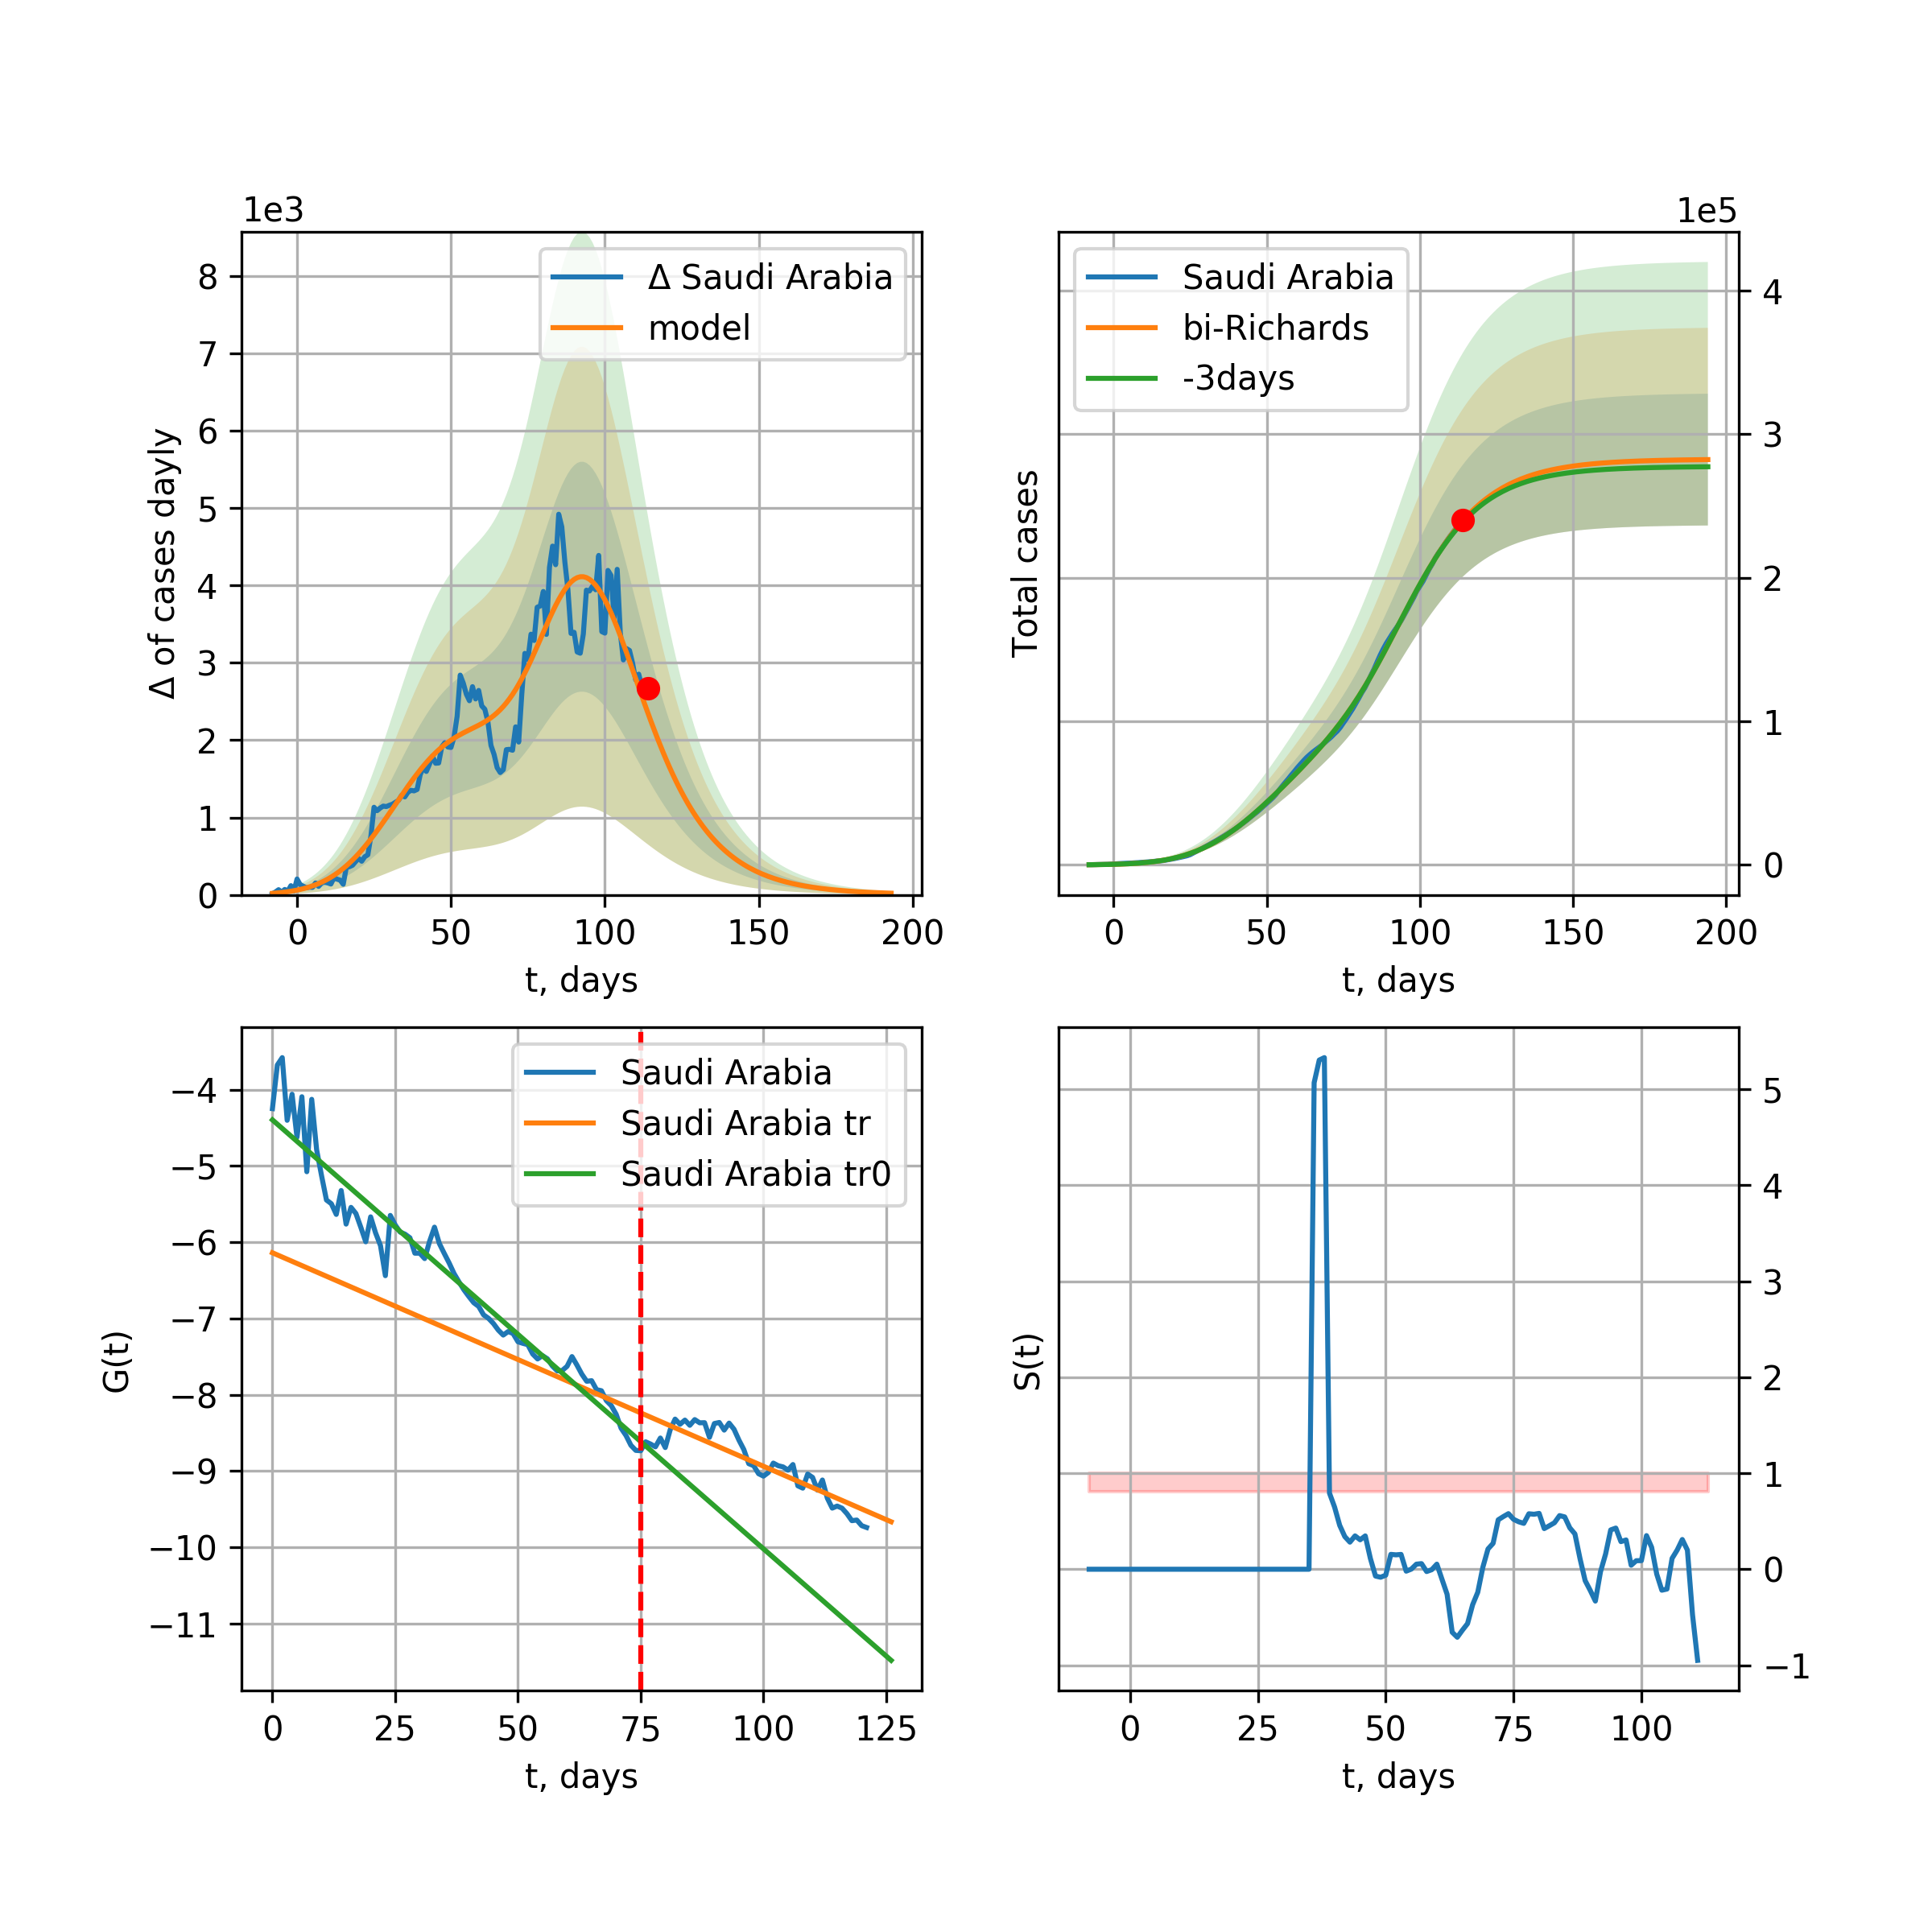 1e3
Δ Saudi Arabia
model
8
7
6
5
4
3
2
1
0
Δ of cases dayly
0 50 100 150 200
t, days
1e5
Saudi Arabia
bi-Richards
-3days
4
3
2
1
0
Total cases
0 50 100 150 200
t, days
Saudi Arabia
Saudi Arabia tr
Saudi Arabia tr0
−4
−5
−6
−7
−8
−9
−10
−11
G(t)
0 25 50 75 100 125
t, days
5
4
3
2
1
0
−1
S(t)
0 25 50 75 100
t, days